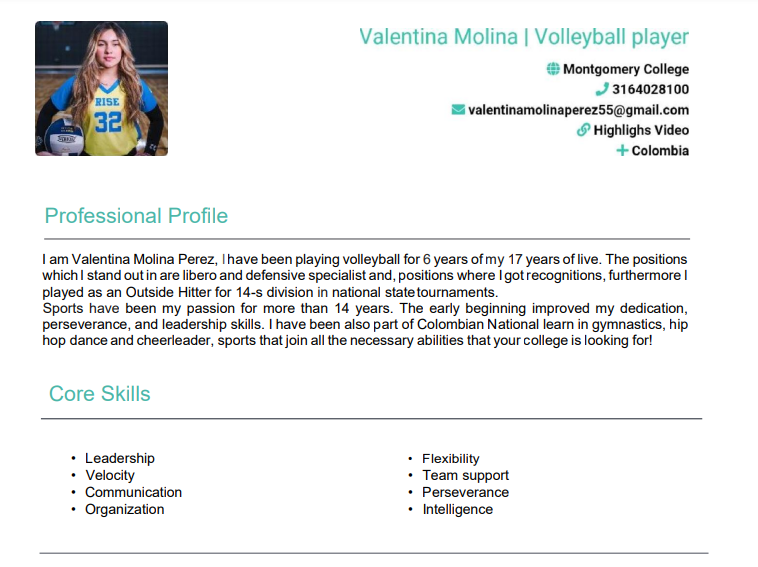 Valentina Molina | Volleyball player
Montgomery College
3164028100
valentinamolinaperez55@gmail.com
Highlighs Video
Colombia
RISE
32
Professional Profile
I am Valentina Molina Perez, I have been playing volleyball for 6 years of my 17 years of live. The positions
which I stand out in are libero and defensive specialist and, positions where I got recognitions, furthermore I
played as an Outside Hitter for 14-s division in national state tournaments.
Sports have been my passion for more than 14 years. The early beginning improved my dedication,
perseverance, and leadership skills. I have been also part of Colombian National learn in gymnastics, hip
hop dance and cheerleader, sports that join all the necessary abilities that your college is looking for!
Core Skills
• Leadership
• Velocity
• Communication
• Organization
• Flexibility
• Team support
• Perseverance
• Intelligence